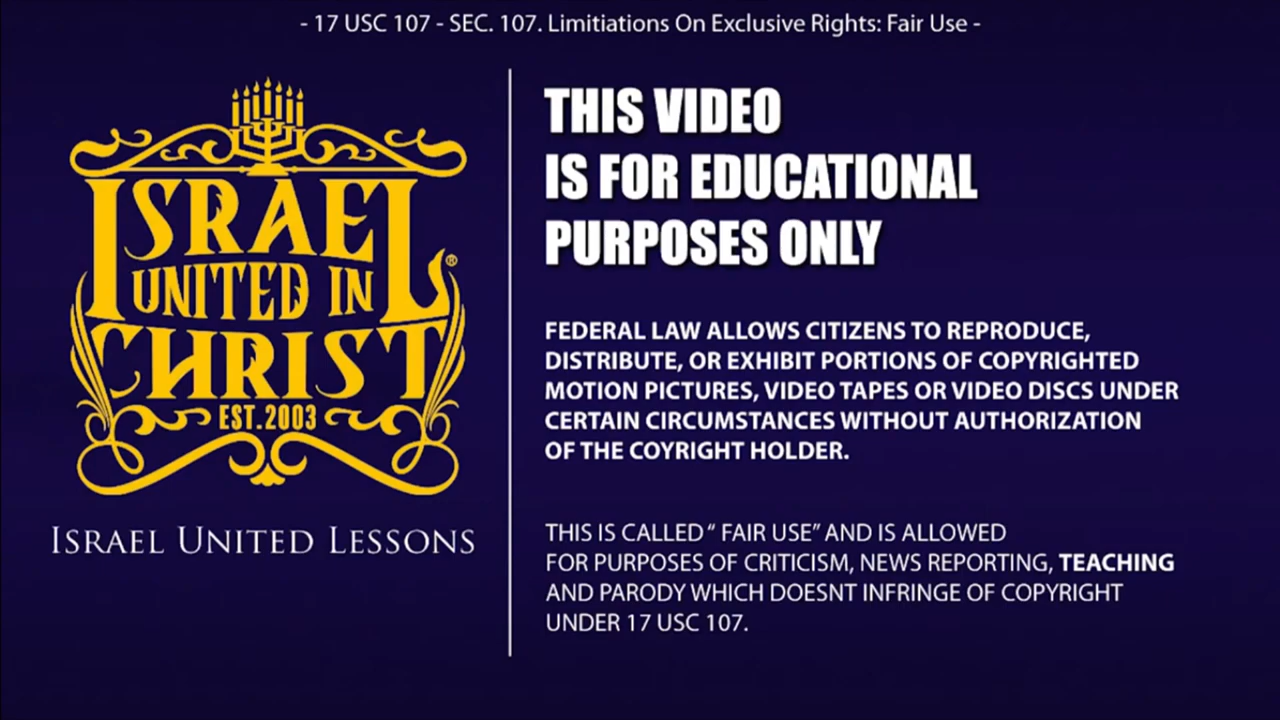 - 17 USC 107 - SEC. 107. Limitiations On Exclusive Rights: Fair Use -
ISRAEL
UNITED IN
CHRIST
EST.2003
®
ISRAEL UNITED LESSONS
THIS VIDEO
IS FOR EDUCATIONAL
PURPOSES ONLY
FEDERAL LAW ALLOWS CITIZENS TO REPRODUCE,
DISTRIBUTE, OR EXHIBIT PORTIONS OF COPYRIGHTED
MOTION PICTURES, VIDEO TAPES OR VIDEO DISCS UNDER
CERTAIN CIRCUMSTANCES WITHOUT AUTHORIZATION
OF THE COYRIGHT HOLDER.
THIS IS CALLED “ FAIR USE” AND IS ALLOWED
FOR PURPOSES OF CRITICISM, NEWS REPORTING, TEACHING
AND PARODY WHICH DOESNT INFRINGE OF COPYRIGHT
UNDER 17 USC 107.